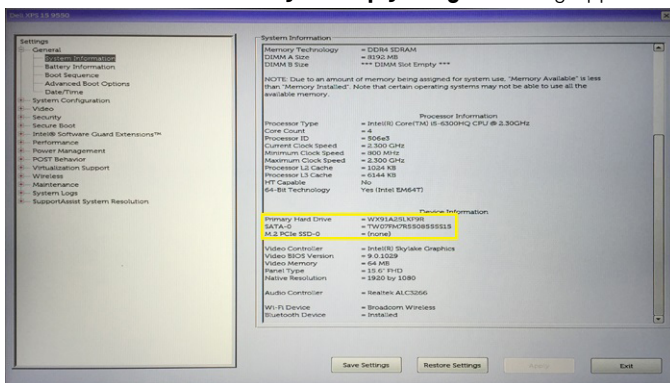 y
Dell XPS 15 9550
Settings
General
System Information
Battery Information
Boot Sequence
Advanced Boot Options
Date/Time
System Configuration
Video
Security
Secure Boot
Intel® Software Guard Extensions™
Performance
Power Management
POST Behavior
Virtualization Support
Wireless
Maintenance
System Logs
SupportAssist System Resolution
System Information
Memory Technology = DDR4 SDRAM
DIMM A Size = 8192 MB
DIMM B Size *** DIMM Slot Empty ***
NOTE: Due to an amount of memory being assigned for system use, "Memory Available" is less
than "Memory Installed". Note that certain operating systems may not be able to use all the
available memory.
Processor Information
Processor Type = Intel(R) Core(TM) i5-6300HQ CPU @ 2.30GHz
Core Count = 4
Processor ID = 506e3
Current Clock Speed = 2.300 GHz
Minimum Clock Speed = 800 MHz
Maximum Clock Speed = 2.300 GHz
Processor L2 Cache = 1024 KB
Processor L3 Cache = 6144 KB
HT Capable No
64-Bit Technology Yes (Intel EM64T)
Device Information
Primary Hard Drive
SATA-0
M.2 PCIe SSD-0 = (none)
Video Controller = Intel(R) Skylake Graphics
Video BIOS Version = 9.0.1029
Video Memory = 64 MB
Panel Type = 15.6" FHD
Native Resolution = 1920 by 1080
Audio Controller = Realtek ALC3266
Wi-Fi Device = Broadcom Wireless
Bluetooth Device = Installed
Save Settings Restore Settings Apply Exit